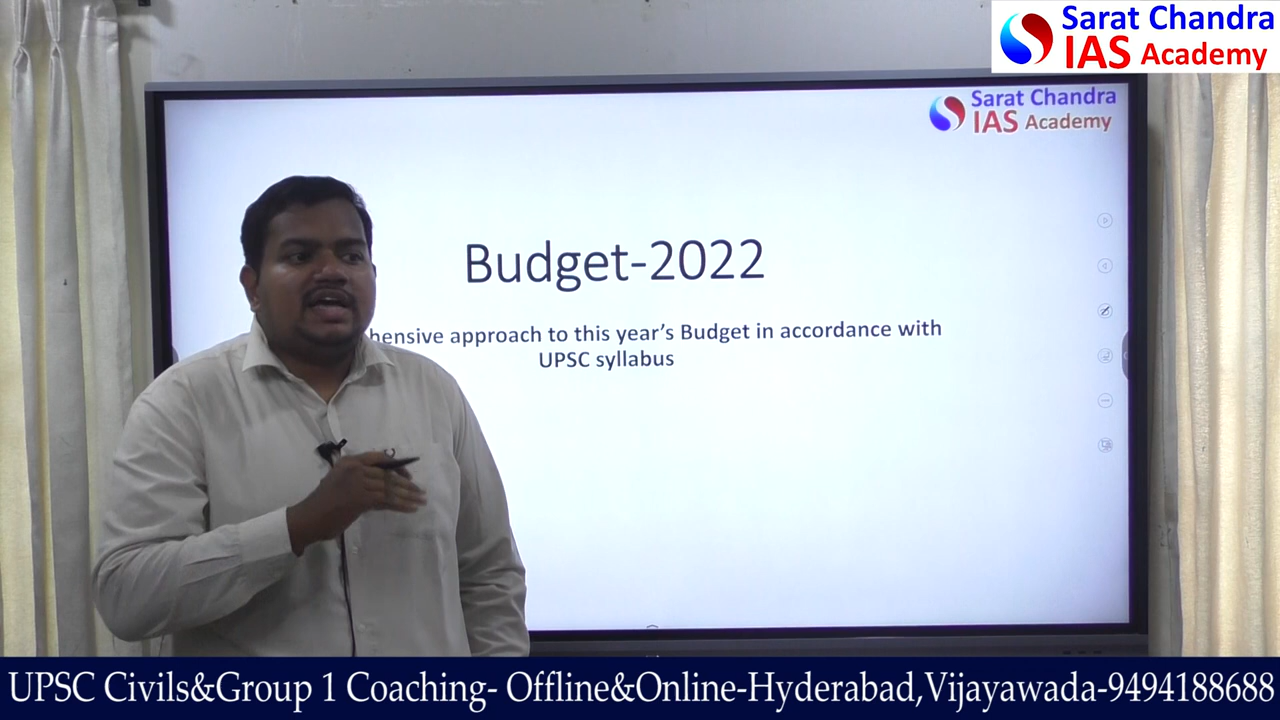 Sarat Chandra
IAS Academy
Sarat Chandra
IAS Academy
Budget-2022
approach to this year's Budget in accordance with
UPSC syllabus
UPSC Civils&Group 1 Coaching- Offline&Online-Hyderabad,Vijayawada-9494188688